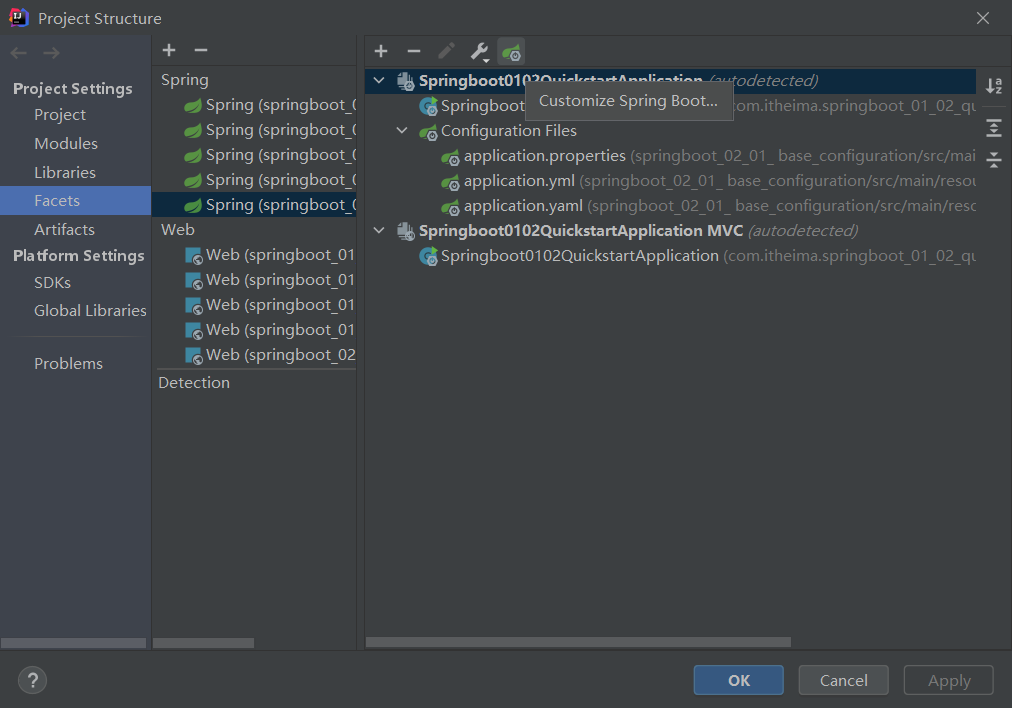 Project Structure
Project Settings
Project
Modules
Libraries
Facets
Artifacts
Platform Settings
SDKs
Global Libraries
Problems
Spring
Spring (springboot_0
Spring (springboot_0
Spring (springboot_0
Spring (springboot_0
Spring (springboot_0
Web
Web (springboot_01
Web (springboot_01
Web (springboot_01
Web (springboot_01
Web (springboot_02
Detection
Springboot0102QuickstartApplication (autodetected)
Customize Spring Boot...
Springboot com.itheima.springboot_01_02_qu
Configuration Files
application.properties (springboot_02_01_ base_configuration/src/mai
application.yml (springboot_02_01_ base_configuration/src/main/resou
application.yaml (springboot_02_01_ base_configuration/src/main/resc
Springboot0102QuickstartApplication MVC (autodetected)
Springboot0102QuickstartApplication (com.itheima.springboot_01_02_qu
?
OK
Cancel
Apply